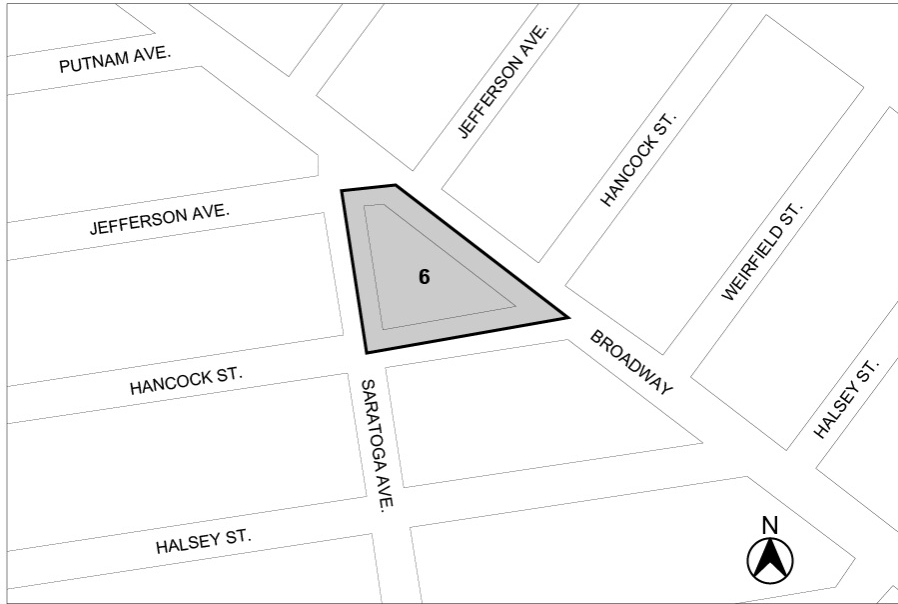 PUTNAM AVE.
JEFFERSON AVE.
HANCOCK ST.
JEFFERSON AVE.
WEIRFIELD ST.
6
BROADWAY
HANCOCK ST.
HALSEY ST.
SARATOGA AVE.
HALSEY ST.
N